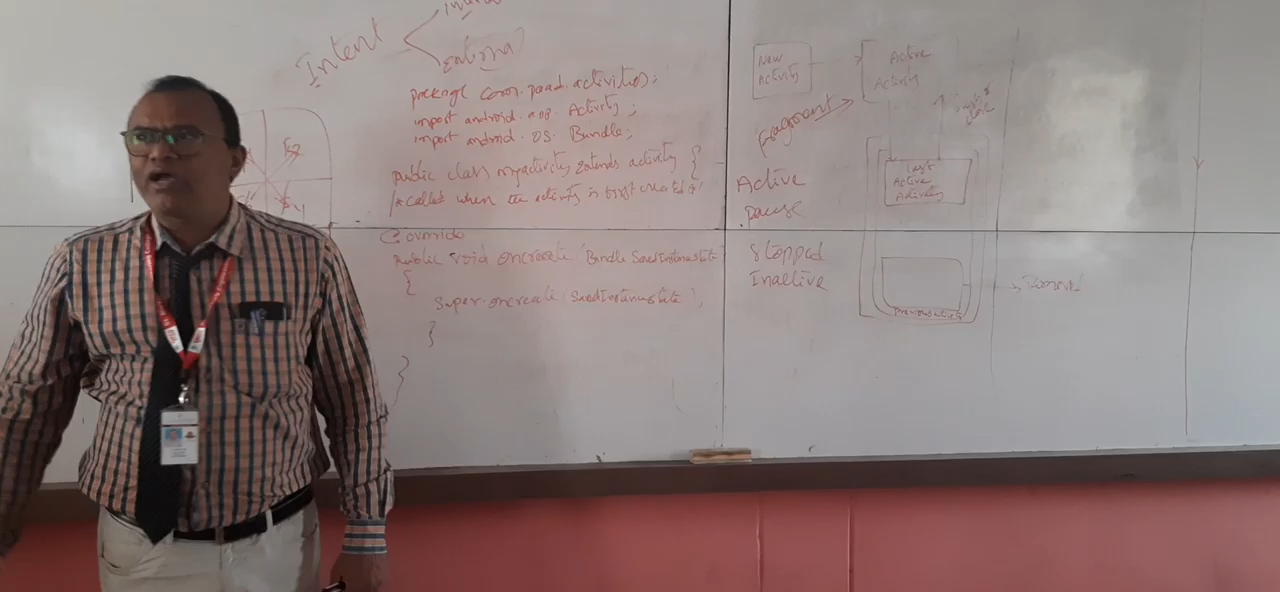 Intent
package com.paad.activities;
import android.app.Activity;
import android.os.Bundle;
public class myactivity Extends activity {
/* called when the activity is first created */
@ override
public void oncreate (Bundle SavedInstancestate
{
Super.oncreate (SavedInstancestate);
}
}
New Activity
Active Activity
fragment
Last Active Activity
Active
pause
Stopped
Inactive
Previous activity
Removed